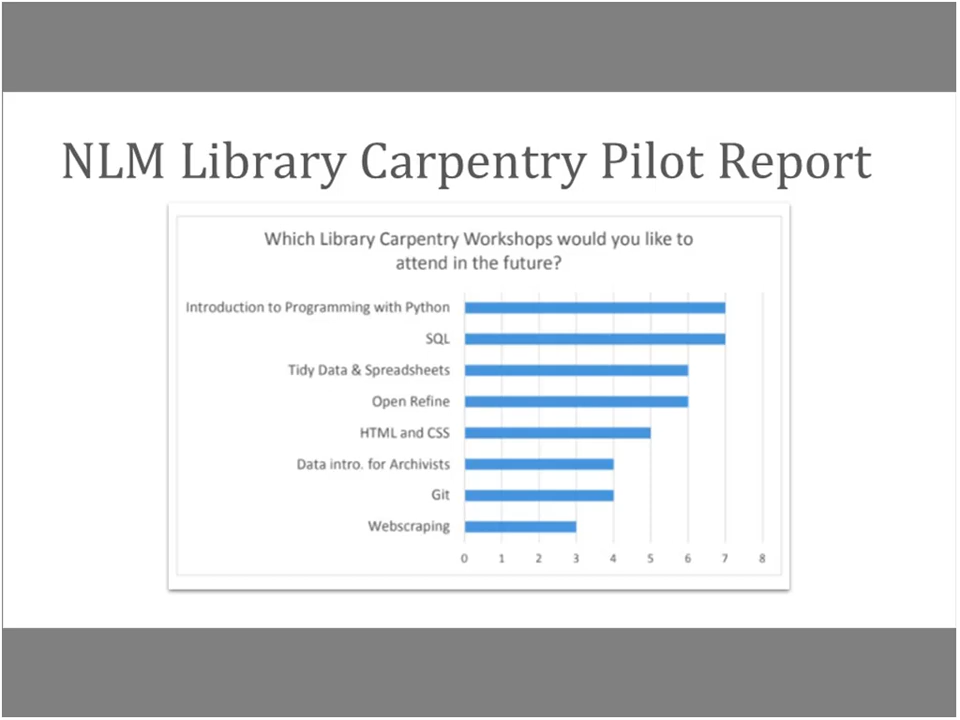 NLM Library Carpentry Pilot Report
Which Library Carpentry Workshops would you like to
attend in the future?
Introduction to Programming with Python
SQL
Tidy Data & Spreadsheets
Open Refine
HTML and CSS
Data intro. for Archivists
Git
Webscraping
0 1 2 3 4 5 6 7 8